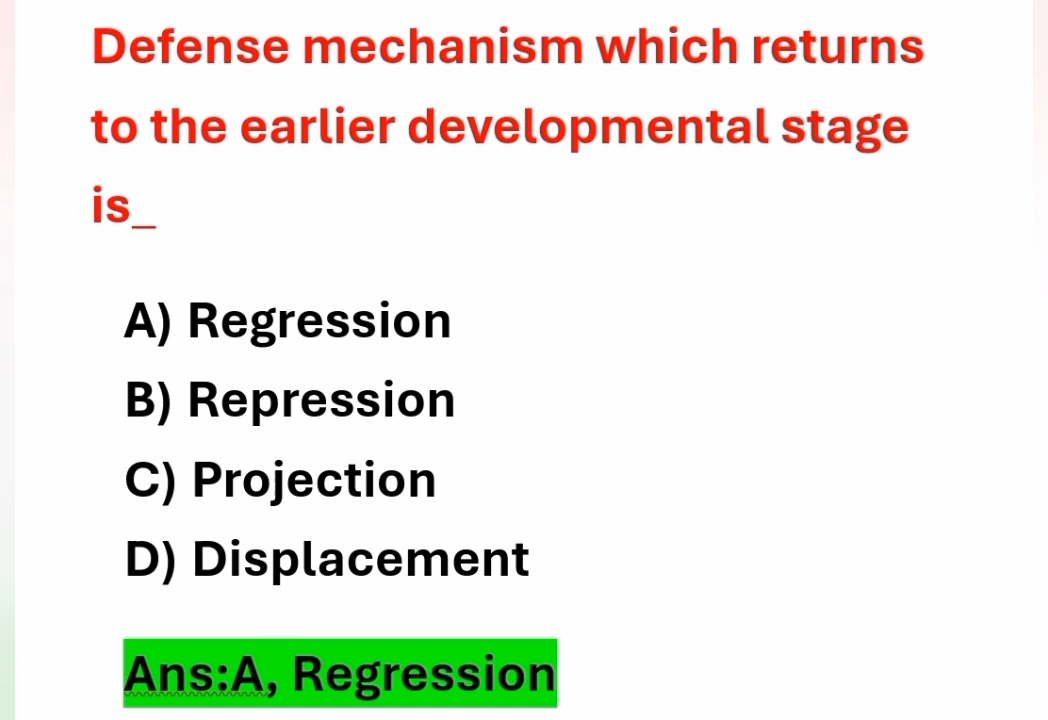 Defense mechanism which returns
to the earlier developmental stage
is_
A) Regression
B) Repression
C) Projection
D) Displacement
Ans:A, Regression